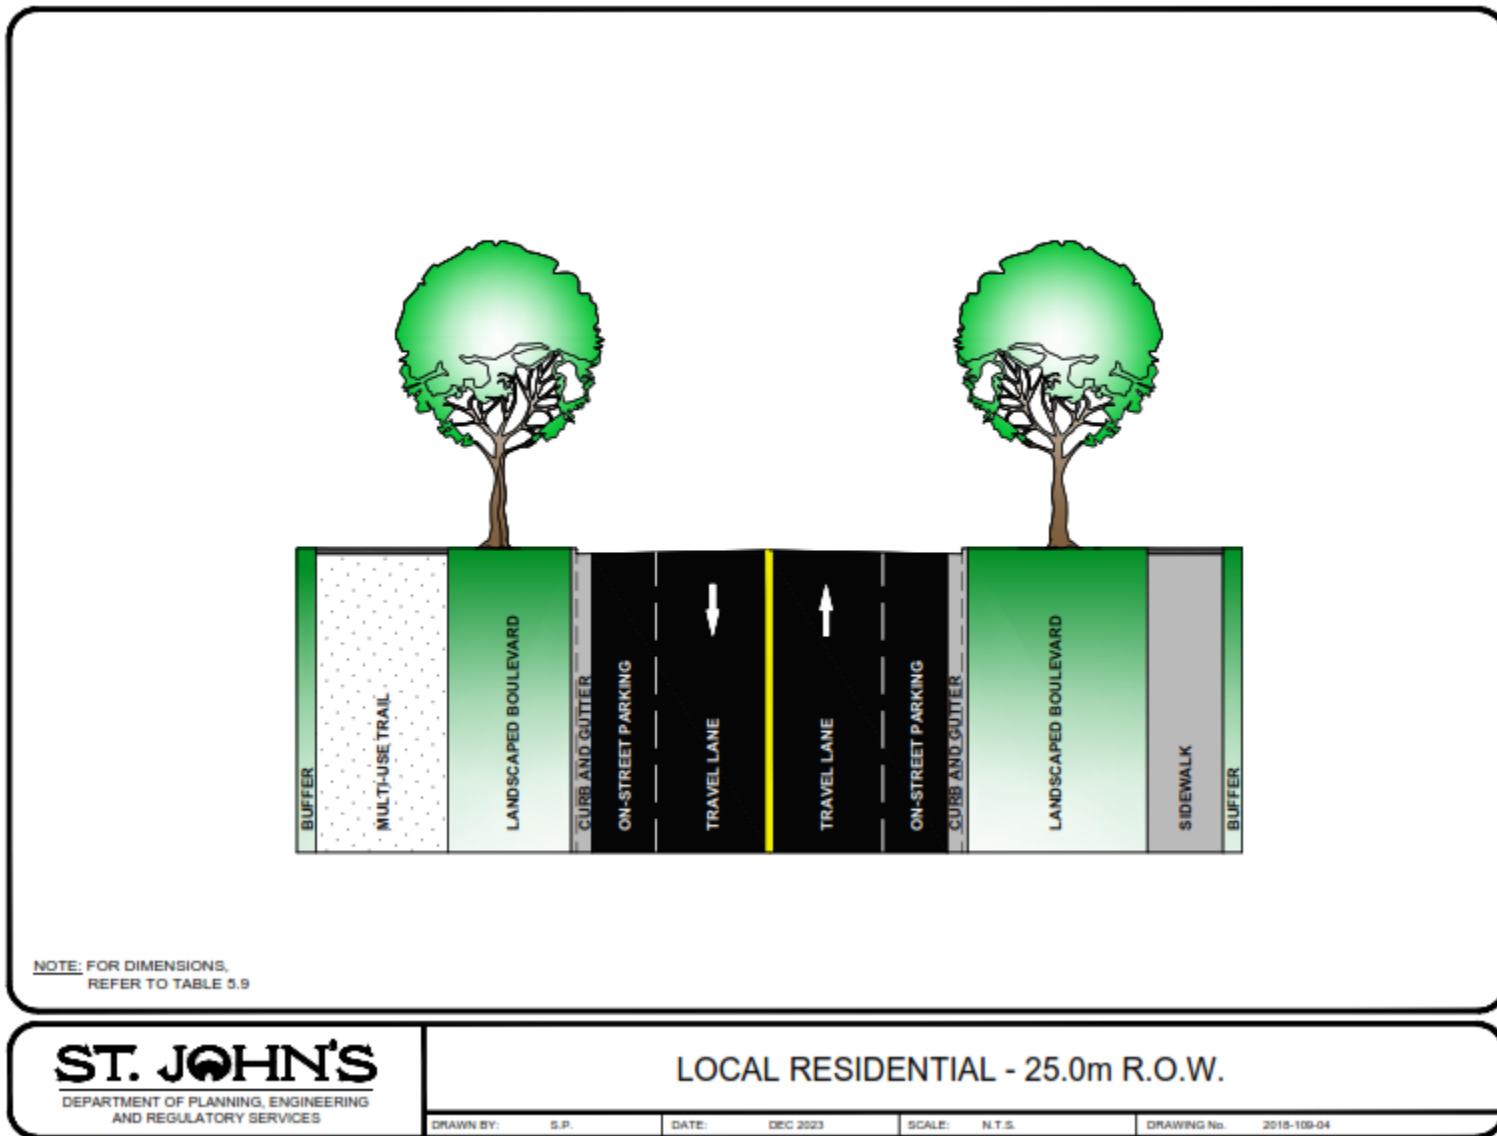 BUFFER
MULTI-USE TRAIL
LANDSCAPED BOULEVARD
CURB AND GUTTER
ON-STREET PARKING
TRAVEL LANE
TRAVEL LANE
ON-STREET PARKING
CURB AND GUTTER
LANDSCAPED BOULEVARD
SIDEWALK
BUFFER
NOTE: FOR DIMENSIONS,
REFER TO TABLE 5.9
ST. JOHN'S
DEPARTMENT OF PLANNING, ENGINEERING
AND REGULATORY SERVICES
LOCAL RESIDENTIAL - 25.0m R.O.W.
DRAWN BY: S.P. DATE: DEC 2023 SCALE: N.T.S. DRAWING No. 2018-109-04